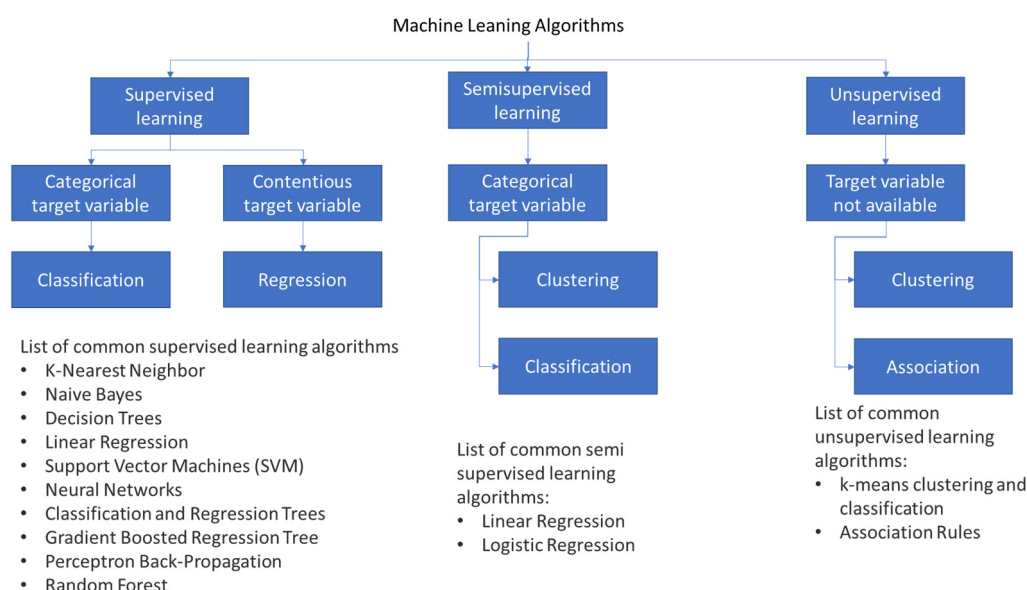 Machine Leaning Algorithms
Supervised
learning
Semisupervised
learning
Unsupervised
learning
Categorical
target variable
Contentious
target variable
Categorical
target variable
Target variable
not available
Classification
Regression
Clustering
Clustering
Classification
Association
List of common supervised learning algorithms
• K-Nearest Neighbor
• Naive Bayes
• Decision Trees
• Linear Regression
• Support Vector Machines (SVM)
• Neural Networks
• Classification and Regression Trees
• Gradient Boosted Regression Tree
• Perceptron Back-Propagation
• Random Forest
List of common semi
supervised learning
algorithms:
• Linear Regression
• Logistic Regression
List of common
unsupervised learning
algorithms:
• k-means clustering and
classification
• Association Rules